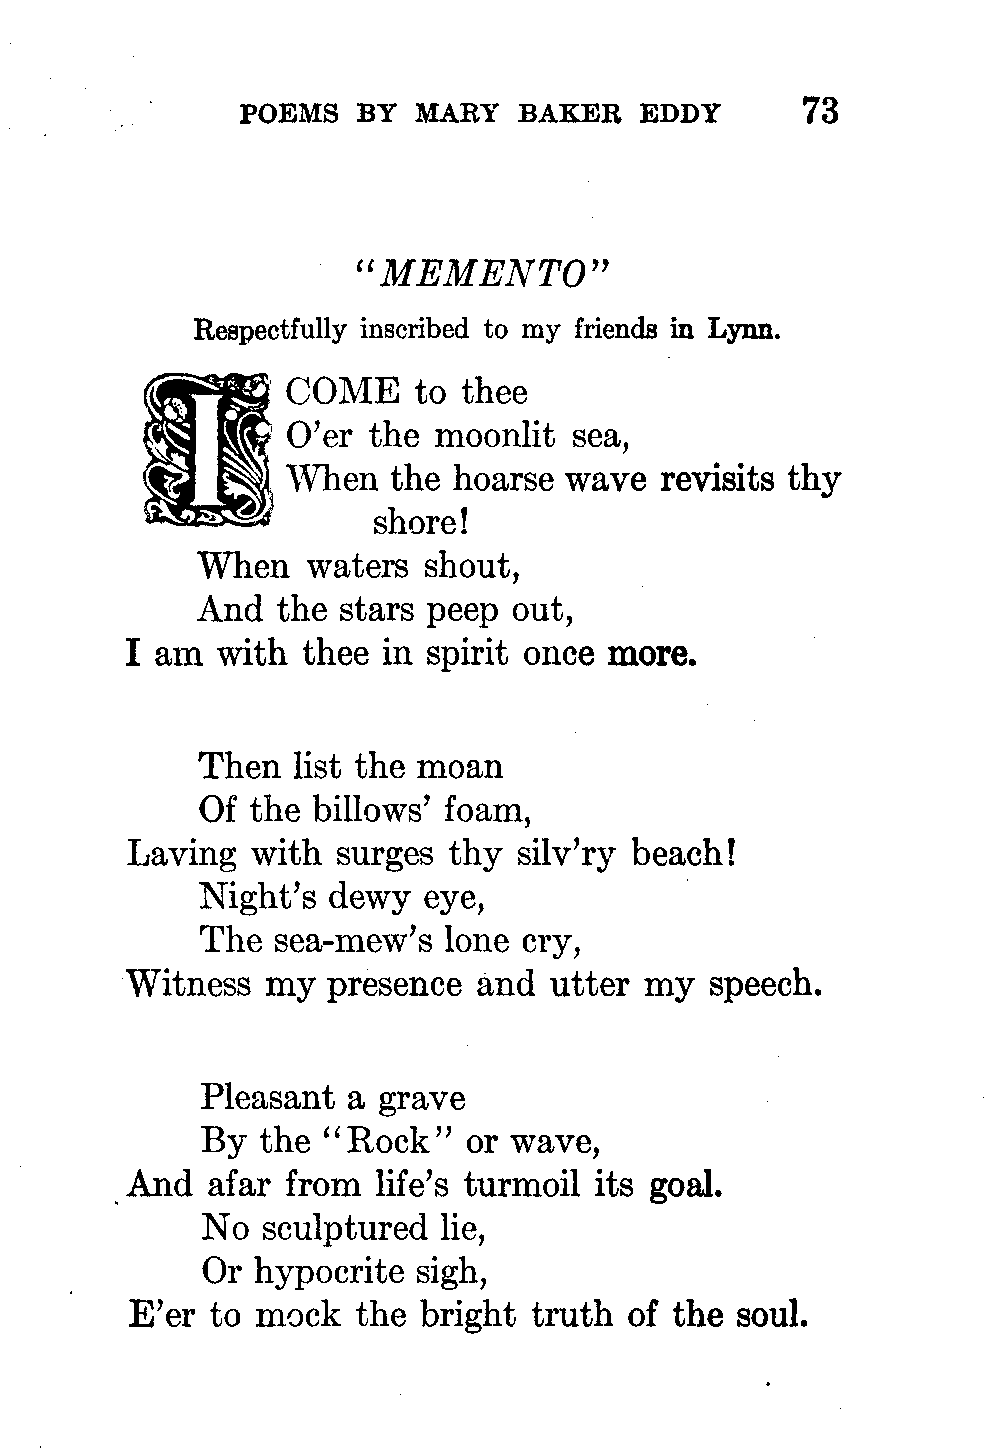 POEMS BY MARY BAKER EDDY 73
"MEMENTO"
Respectfully inscribed to my friends in Lynn.
I COME to thee
O'er the moonlit sea,
When the hoarse wave revisits thy
shore!
When waters shout,
And the stars peep out,
I am with thee in spirit once more.
Then list the moan
Of the billows' foam,
Laving with surges thy silv'ry beach!
Night's dewy eye,
The sea-mew's lone cry,
Witness my presence and utter my speech.
Pleasant a grave
By the "Rock" or wave,
And afar from life's turmoil its goal.
No sculptured lie,
Or hypocrite sigh,
E'er to mock the bright truth of the soul.